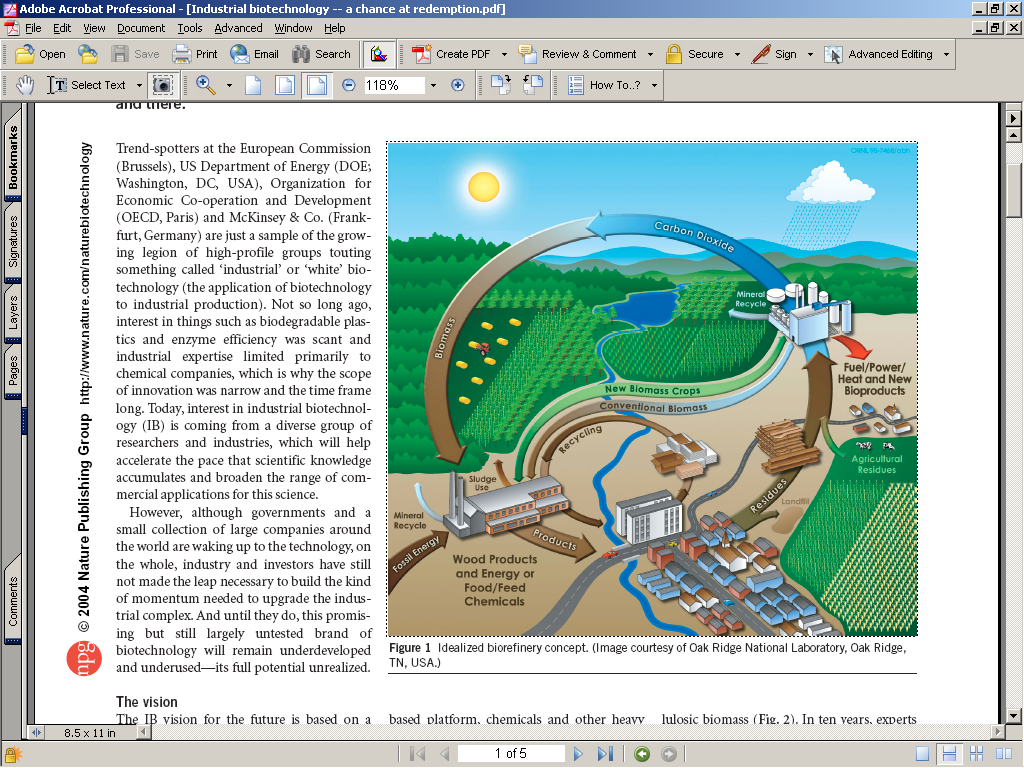 Adobe Acrobat Professional - [Industrial biotechnology -- a chance at redemption.pdf]
File Edit View Document Tools Advanced Window Help
Open Save Print Email Search Create PDF Review & Comment Secure Sign Advanced Editing
Select Text 118% How To..?
Bookmarks
Signatures
Layers
Pages
Comments
© 2004 Nature Publishing Group http://www.nature.com/naturebiotechnology
npg
and there.
Trend-spotters at the European Commission
(Brussels), US Department of Energy (DOE;
Washington, DC, USA), Organization for
Economic Co-operation and Development
(OECD, Paris) and McKinsey & Co. (Frank-
furt, Germany) are just a sample of the grow-
ing legion of high-profile groups touting
something called ‘industrial’ or ‘white’ bio-
technology (the application of biotechnology
to industrial production). Not so long ago,
interest in things such as biodegradable plas-
tics and enzyme efficiency was scant and
industrial expertise limited primarily to
chemical companies, which is why the scope
of innovation was narrow and the time frame
long. Today, interest in industrial biotechnol-
ogy (IB) is coming from a diverse group of
researchers and industries, which will help
accelerate the pace that scientific knowledge
accumulates and broaden the range of com-
mercial applications for this science.
However, although governments and a
small collection of large companies around
the world are waking up to the technology, on
the whole, industry and investors have still
not made the leap necessary to build the kind
of momentum needed to upgrade the indus-
trial complex. And until they do, this promis-
ing but still largely untested brand of
biotechnology will remain underdeveloped
and underused—its full potential unrealized.
The vision
The IB vision for the future is based on a
Carbon Dioxide
Mineral
Recycle
Biomass
Fuel/Power/
Heat and New
Bioproducts
New Biomass Crops
Conventional Biomass
Recycling
Agricultural
Residues
Sludge
Use
Residues
Landfill
Mineral
Recycle
Products
Fossil Energy
Wood Products
and Energy or
Food/Feed
Chemicals
Figure 1 Idealized biorefinery concept. (Image courtesy of Oak Ridge National Laboratory, Oak Ridge,
TN, USA.)
based platform, chemicals and other heavy
lulosic biomass (Fig. 2). In ten years, experts
8.5 x 11 in
1 of 5